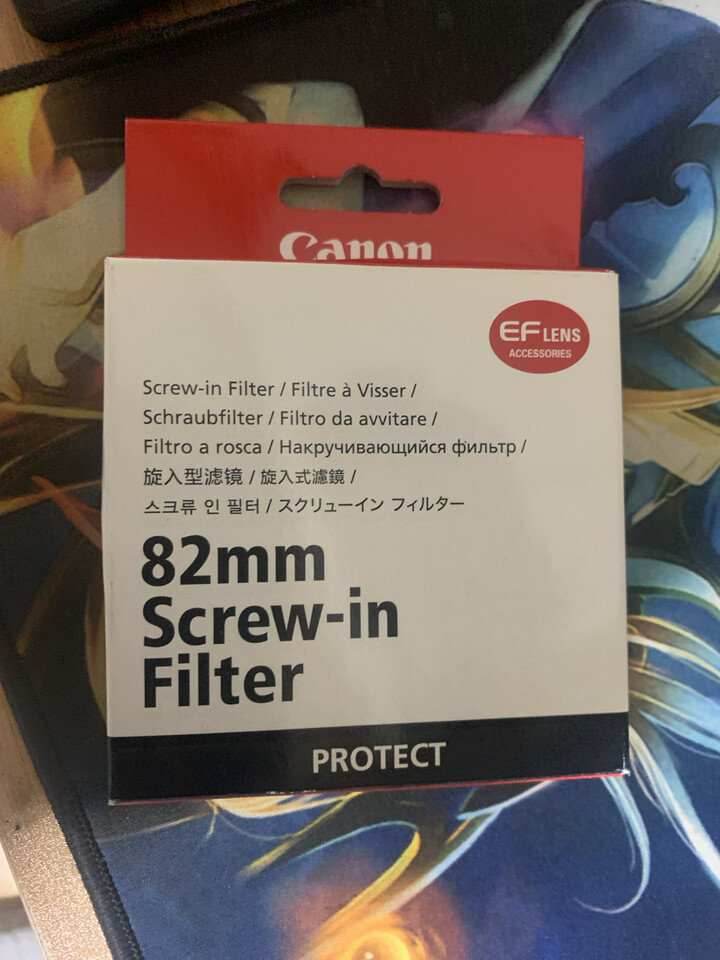 Canon
EF LENS
ACCESSORIES
Screw-in Filter / Filtre à Visser /
Schraubfilter / Filtro da avvitare /
Filtro a rosca / Накручивающийся фильтр /
旋入型滤镜 / 旋入式濾鏡 /
스크류 인 필터 / スクリューイン フィルター
82mm
Screw-in
Filter
PROTECT